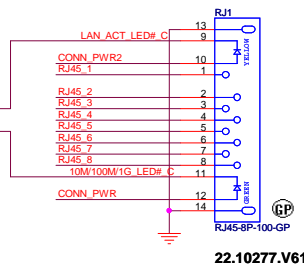 RJ1
13
LAN_ACT_LED#_C 9
YELLOW
CONN_PWR2 10
RJ45_1 1
RJ45_2 2
RJ45_3 3
RJ45_4 4
RJ45_5 5
RJ45_6 6
RJ45_7 7
RJ45_8 8
10M/100M/1G_LED#_C 11
GREEN
CONN_PWR 12
14
GP
RJ45-8P-100-GP
22.10277.V61